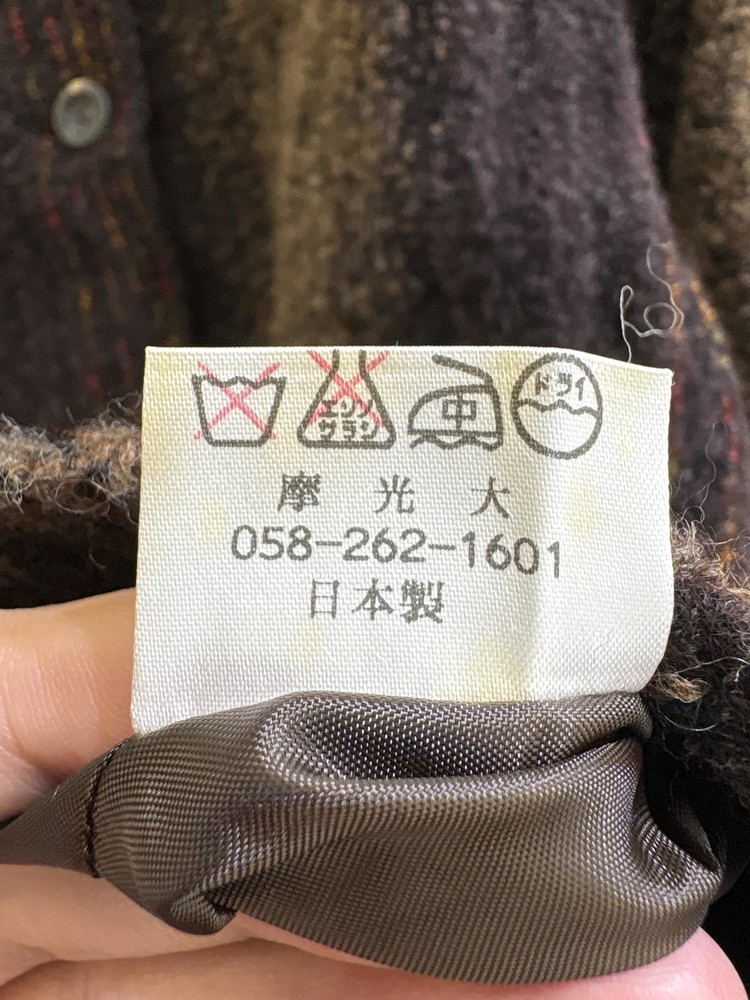 エンソ サラシ 中 ドライ
摩 光 大
058-262-1601
日本製